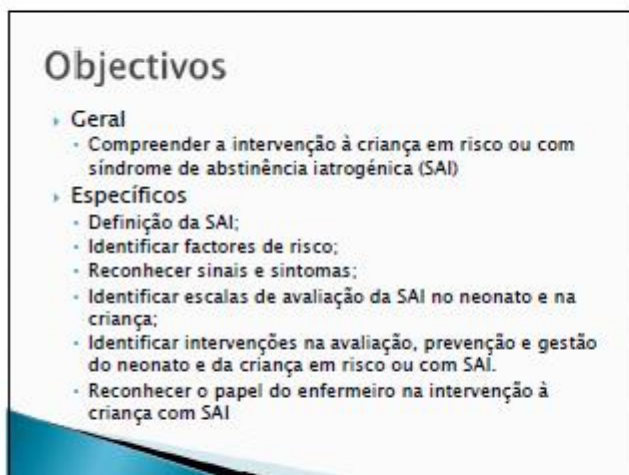 Objectivos
Geral
Compreender a intervenção à criança em risco ou com
síndrome de abstinência iatrogénica (SAI)
Específicos
Definição da SAI;
Identificar factores de risco;
Reconhecer sinais e sintomas;
Identificar escalas de avaliação da SAI no neonato e na
criança;
Identificar intervenções na avaliação, prevenção e gestão
do neonato e da criança em risco ou com SAI.
Reconhecer o papel do enfermeiro na intervenção à
criança com SAI